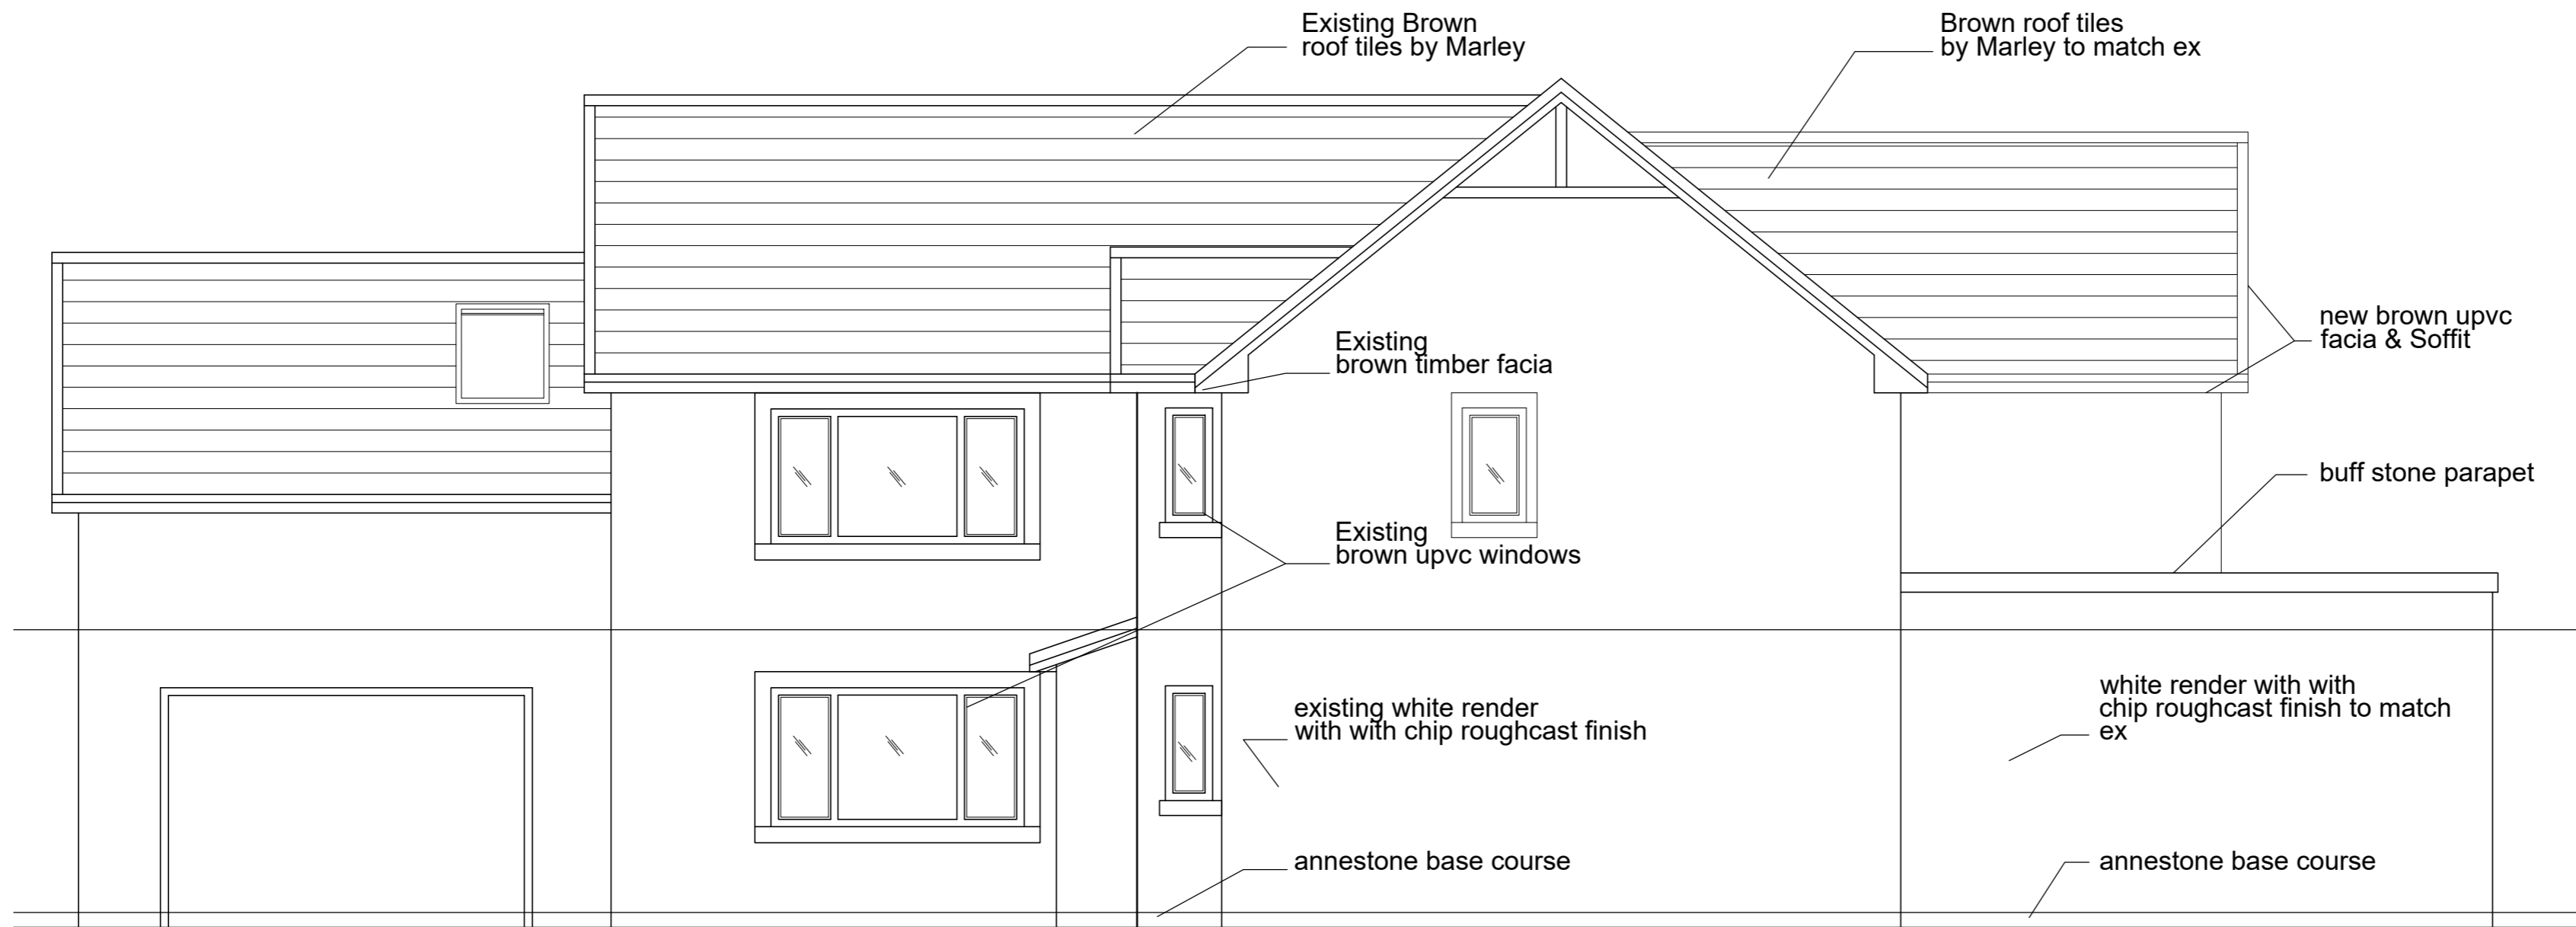 Existing Brown
roof tiles by Marley
Brown roof tiles
by Marley to match ex
Existing
brown timber facia
new brown upvc
facia & Soffit
buff stone parapet
Existing
brown upvc windows
existing white render
with with chip roughcast finish
white render with with
chip roughcast finish to match
ex
annestone base course
annestone base course